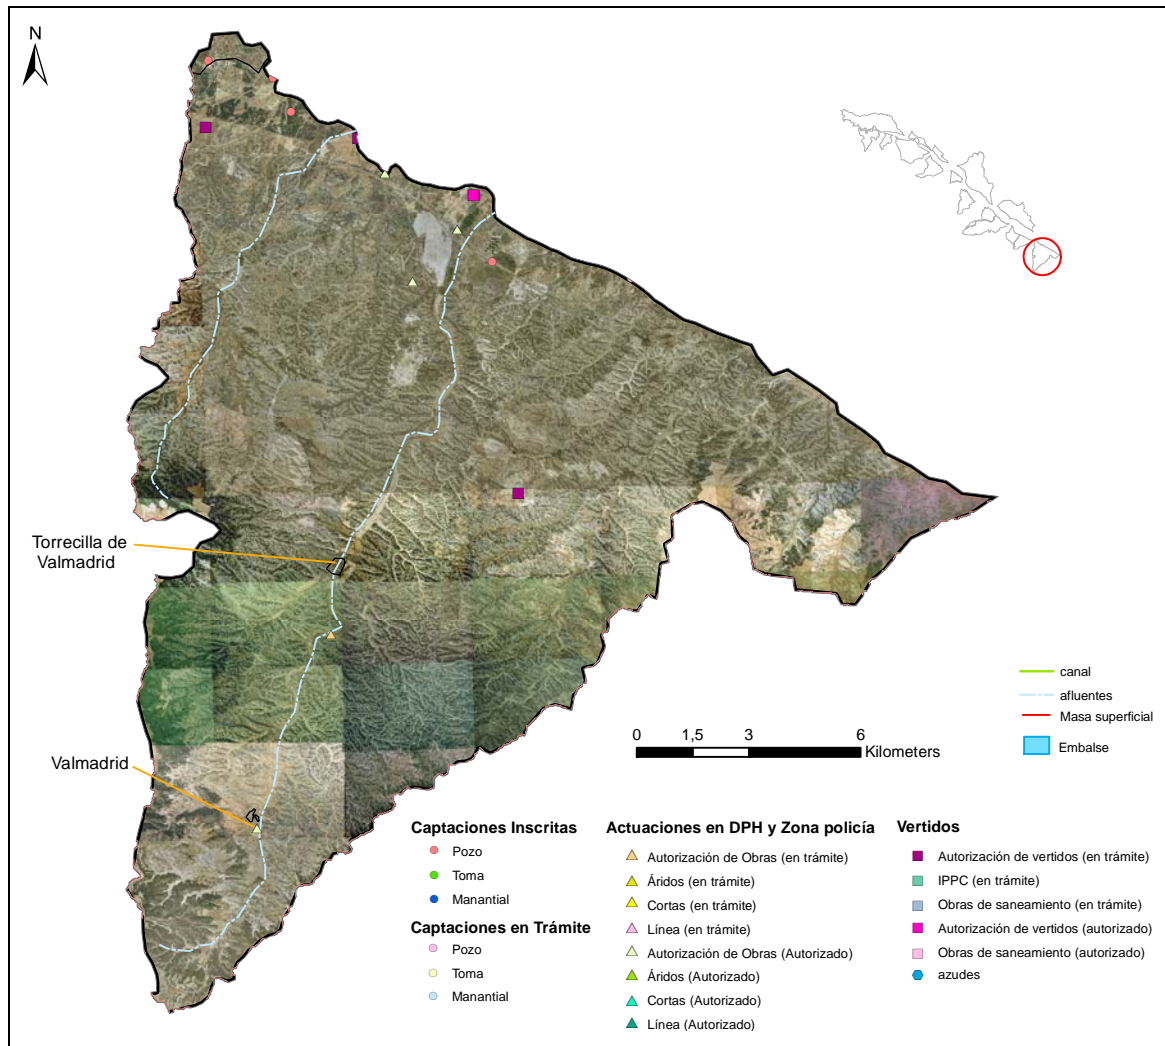 N
Torrecilla de
Valmadrid
Valmadrid
0 1,5 3 6
Kilometers
canal
afluentes
Masa superficial
Embalse
Captaciones Inscritas
Pozo
Toma
Manantial
Captaciones en Trámite
Pozo
Toma
Manantial
Actuaciones en DPH y Zona policía
Autorización de Obras (en trámite)
Áridos (en trámite)
Cortas (en trámite)
Línea (en trámite)
Autorización de Obras (Autorizado)
Áridos (Autorizado)
Cortas (Autorizado)
Línea (Autorizado)
Vertidos
Autorización de vertidos (en trámite)
IPPC (en trámite)
Obras de saneamiento (en trámite)
Autorización de vertidos (autorizado)
Obras de saneamiento (autorizado)
azudes